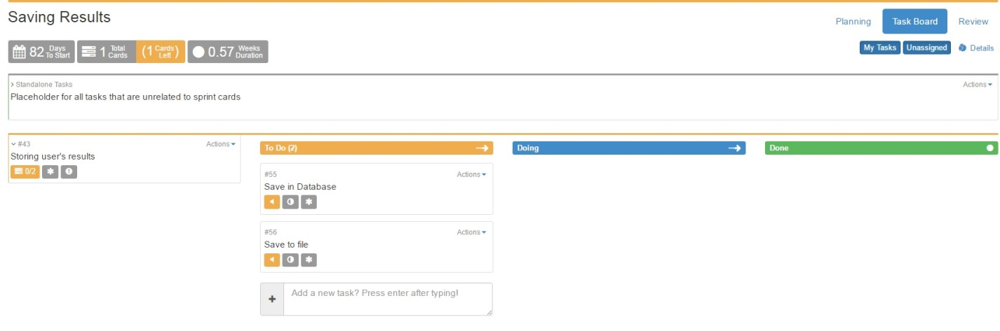 Saving Results
Planning Task Board Review
82 Days To Start 1 Total Cards (1 Cards Left) 0.57 Weeks Duration
My Tasks Unassigned Details
Standalone Tasks Actions
Placeholder for all tasks that are unrelated to sprint cards
#43 Actions
Storing user's results
0/2
To Do (2) Doing Done
#55 Actions
Save in Database
#56 Actions
Save to file
Add a new task? Press enter after typing!